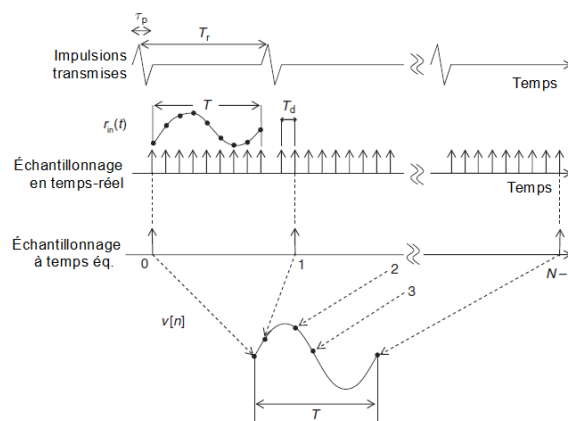 τp
Tr
Impulsions
transmises
Temps
rin(t)
T
Td
Échantillonnage
en temps-réel
Temps
Échantillonnage
à temps éq.
0
1
N–
2
3
v[n]
T